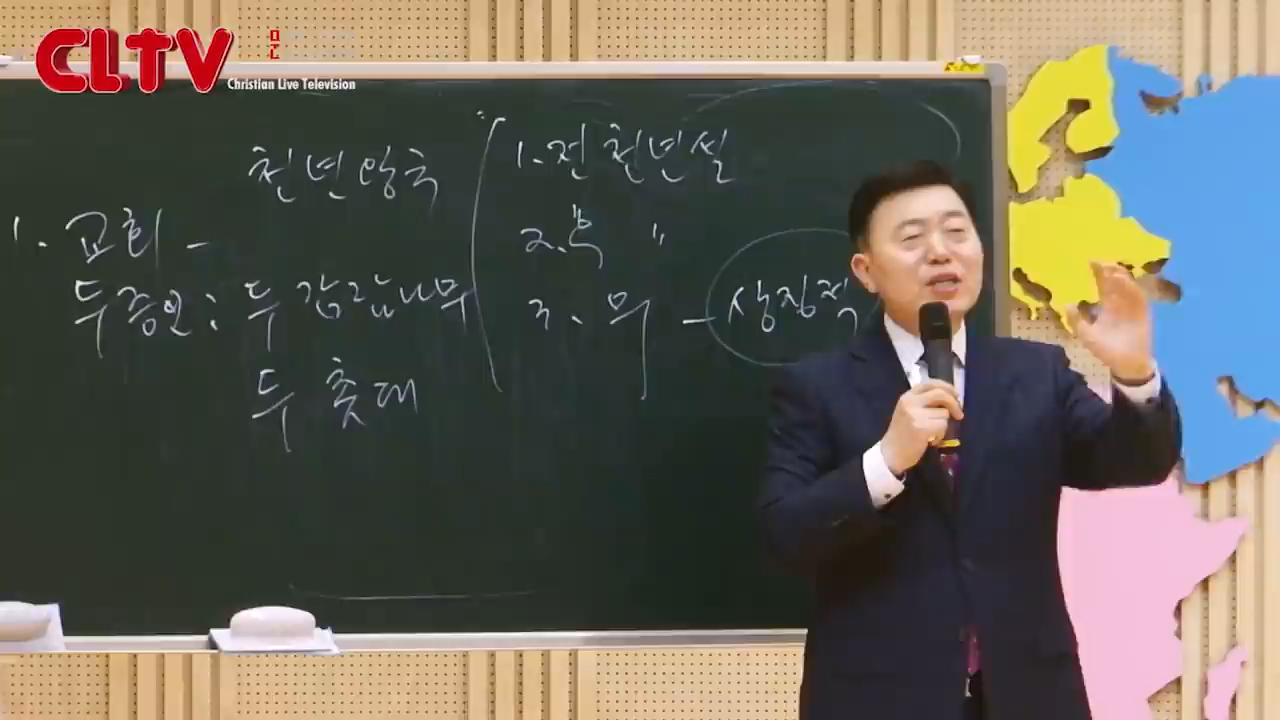 CLTV
Christian Live Television
천년왕국
1. 교회 -
두증인: 두 감람나무
두 촛대
1. 전천년설
2. 후 "
3. 무 - 상징적